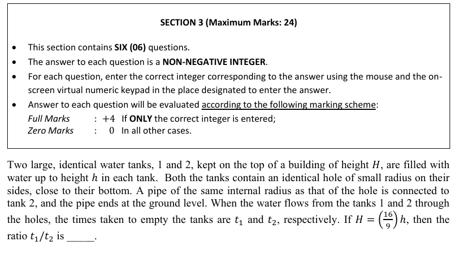 SECTION 3 (Maximum Marks: 24)
• This section contains SIX (06) questions.
• The answer to each question is a NON-NEGATIVE INTEGER.
• For each question, enter the correct integer corresponding to the answer using the mouse and the on-
screen virtual numeric keypad in the place designated to enter the answer.
• Answer to each question will be evaluated according to the following marking scheme:
Full Marks : +4 If ONLY the correct integer is entered;
Zero Marks : 0 In all other cases.
Two large, identical water tanks, 1 and 2, kept on the top of a building of height H, are filled with
water up to height h in each tank. Both the tanks contain an identical hole of small radius on their
sides, close to their bottom. A pipe of the same internal radius as that of the hole is connected to
tank 2, and the pipe ends at the ground level. When the water flows from the tanks 1 and 2 through
the holes, the times taken to empty the tanks are t₁ and t₂, respectively. If H = (16/9) h, then the
ratio t₁/t₂ is _____.